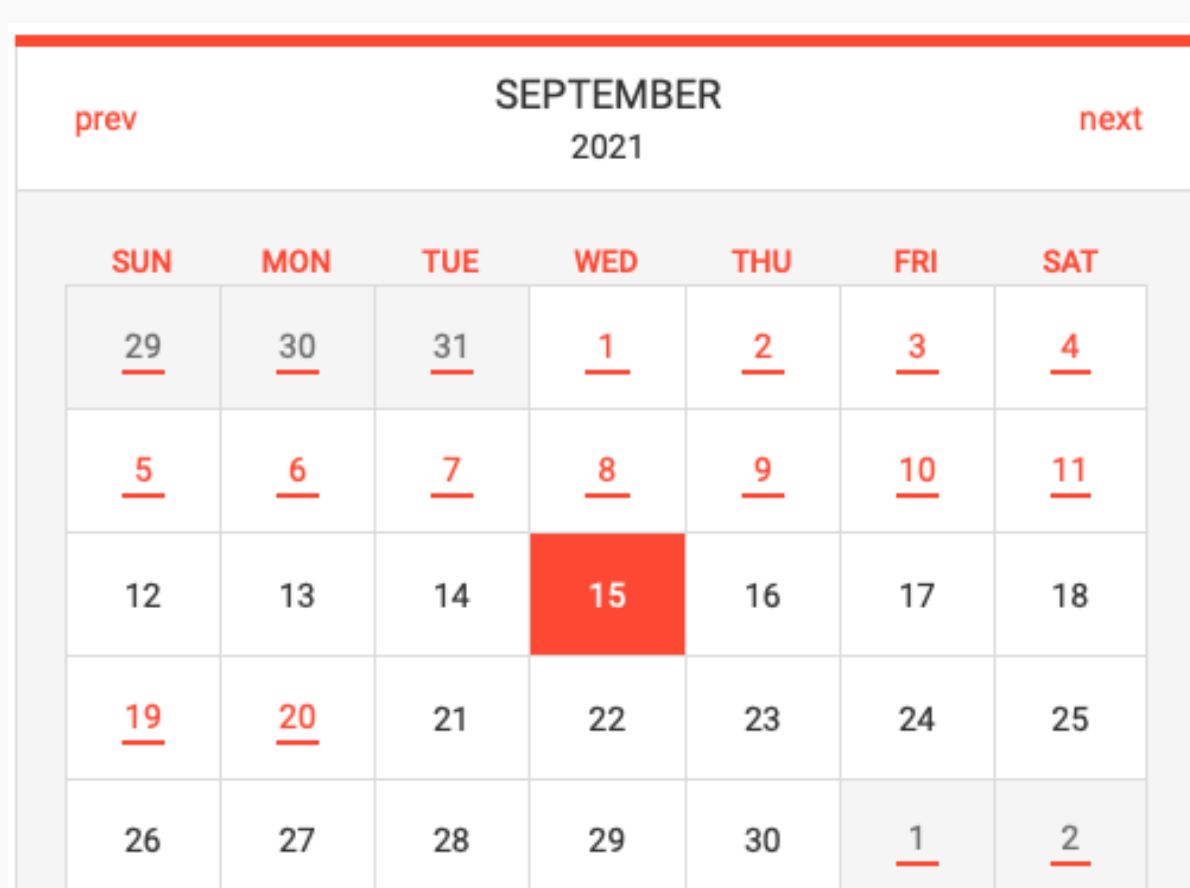 SEPTEMBER
prev next
2021
SUN MON TUE WED THU FRI SAT
29 30 31 1 2 3 4
5 6 7 8 9 10 11
12 13 14 15 16 17 18
19 20 21 22 23 24 25
26 27 28 29 30 1 2